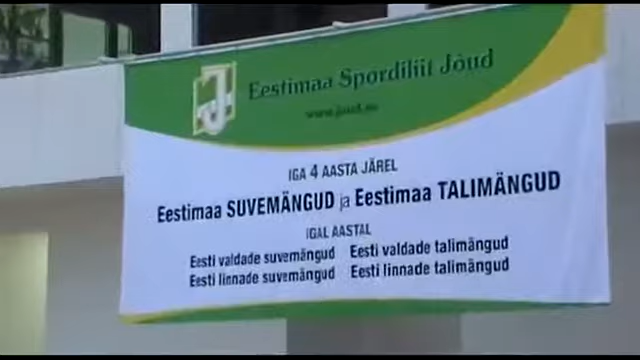 Eestimaa Spordiliit Jõud
www.joud.ee
IGA 4 AASTA JÄREL
Eestimaa SUVEMÄNGUD ja Eestimaa TALIMÄNGUD
IGAL AASTAL
Eesti valdade suvemängud Eesti valdade talimängud
Eesti linnade suvemängud Eesti linnade talimängud